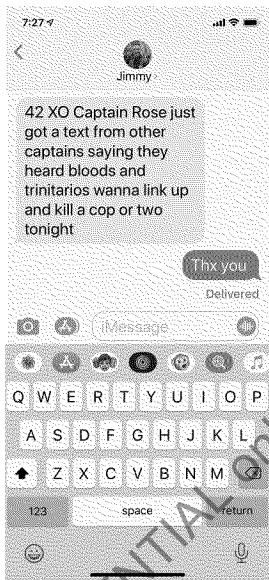 7:27
Jimmy
42 XO Captain Rose just
got a text from other
captains saying they
heard bloods and
trinitarios wanna link up
and kill a cop or two
tonight
Thx you
Delivered
iMessage
Q W E R T Y U I O P
A S D F G H J K L
Z X C V B N M
123 space return